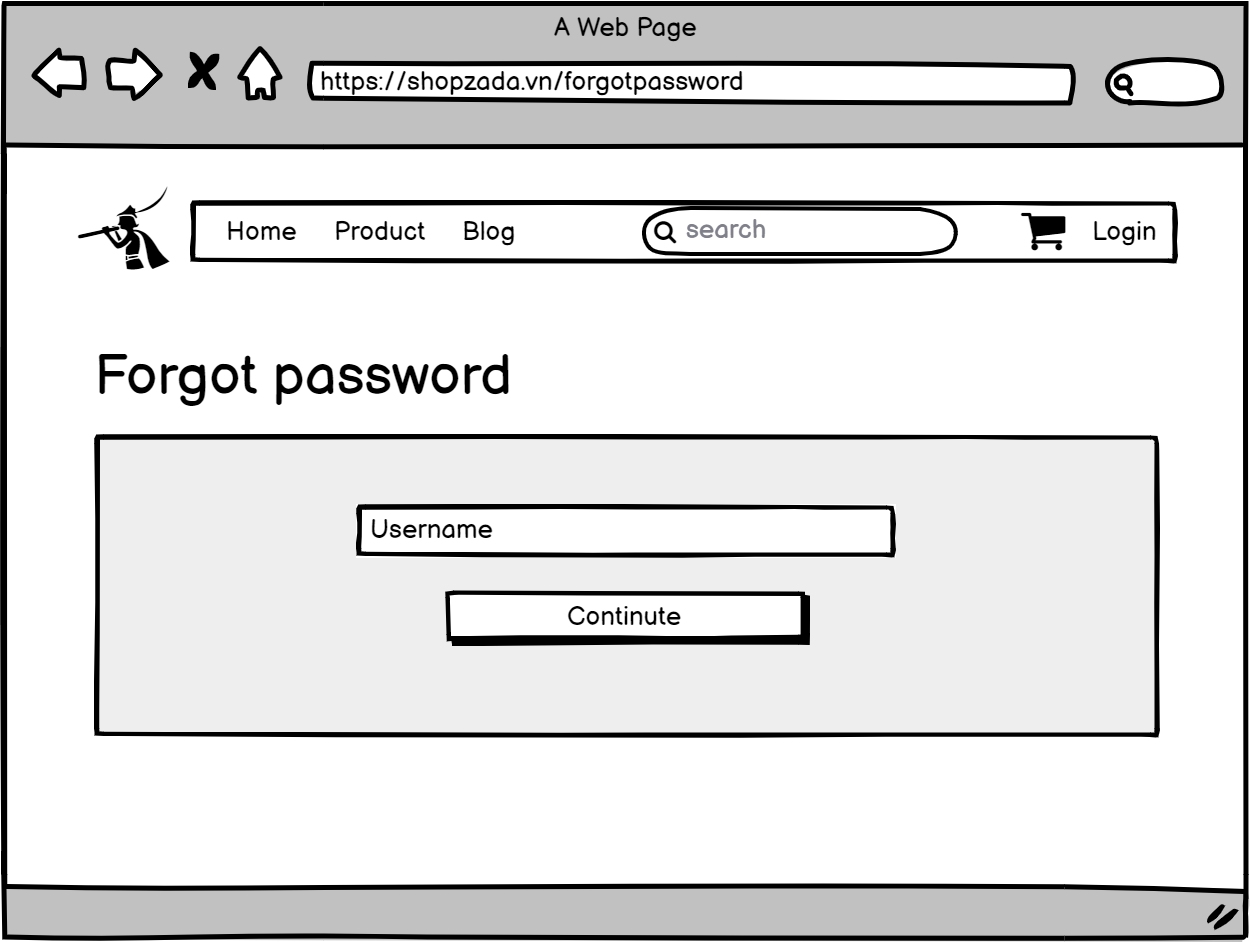 A Web Page
https://shopzada.vn/forgotpassword
Home Product Blog search Login
Forgot password
Username
Continute